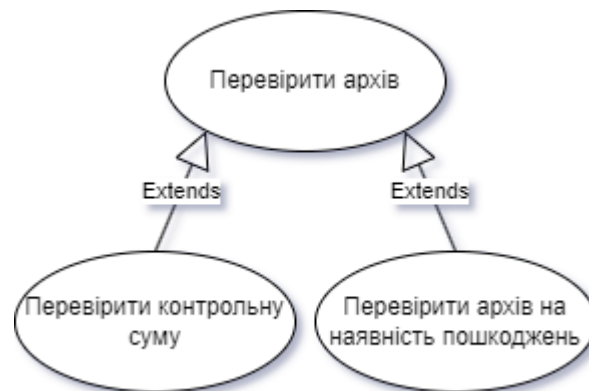 Перевірити архів
Extends
Extends
Перевірити контрольну
суму
Перевірити архів на
наявність пошкоджень